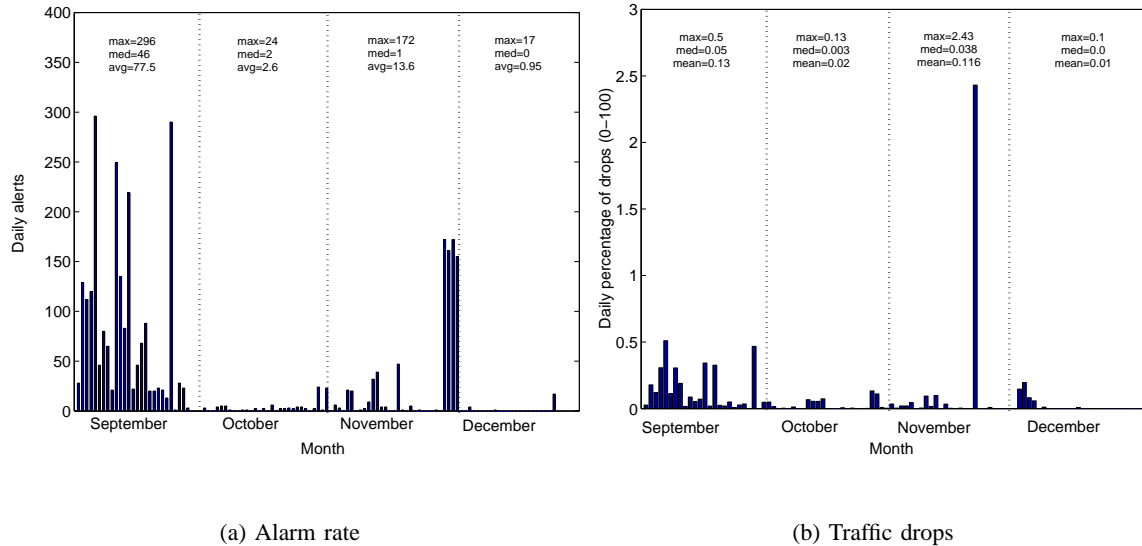 400
350
300
250
200
150
100
50
0
Daily alerts
max=296
med=46
avg=77.5
max=24
med=2
avg=2.6
max=172
med=1
avg=13.6
max=17
med=0
avg=0.95
September
October
November
December
Month
(a) Alarm rate
3
2.5
2
1.5
1
0.5
0
Daily percentage of drops (0−100)
max=0.5
med=0.05
mean=0.13
max=0.13
med=0.003
mean=0.02
max=2.43
med=0.038
mean=0.116
max=0.1
med=0.0
mean=0.01
September
October
November
December
Month
(b) Traffic drops